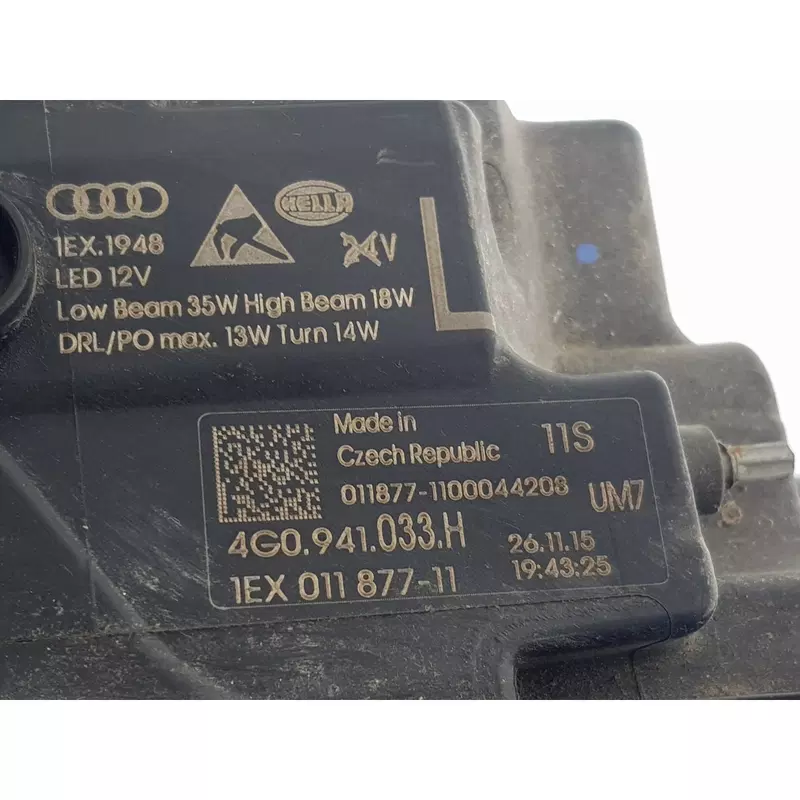 HELLA
1EX.1948
24V
LED 12V
Low Beam 35W High Beam 18W
DRL/PO max. 13W Turn 14W
L
Made in
Czech Republic
11S
011877-1100044208
UM7
4G0.941.033.H
26.11.15
1EX 011 877-11
19:43:25